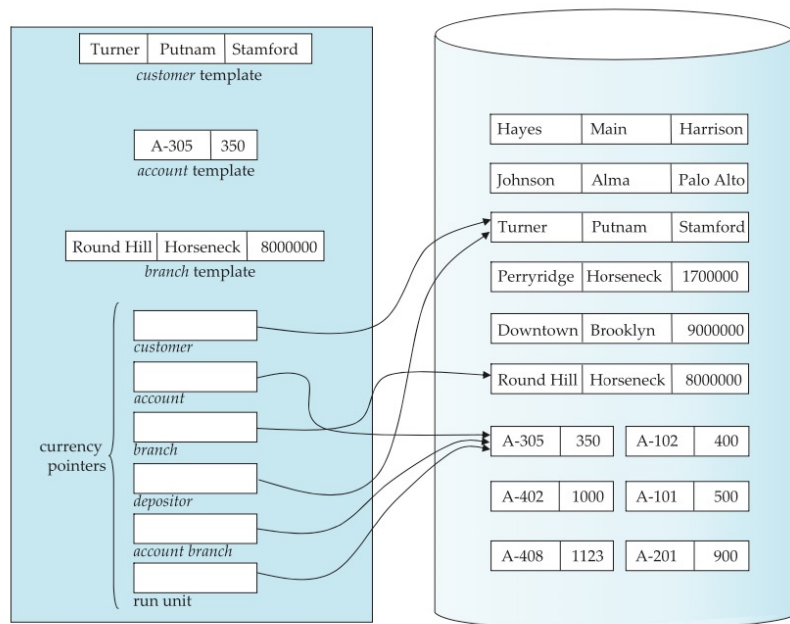 Turner Putnam Stamford
customer template
A-305 350
account template
Round Hill Horseneck 8000000
branch template
currency
pointers
customer
account
branch
depositor
account branch
run unit
Hayes Main Harrison
Johnson Alma Palo Alto
Turner Putnam Stamford
Perryridge Horseneck 1700000
Downtown Brooklyn 9000000
Round Hill Horseneck 8000000
A-305 350 A-102 400
A-402 1000 A-101 500
A-408 1123 A-201 900